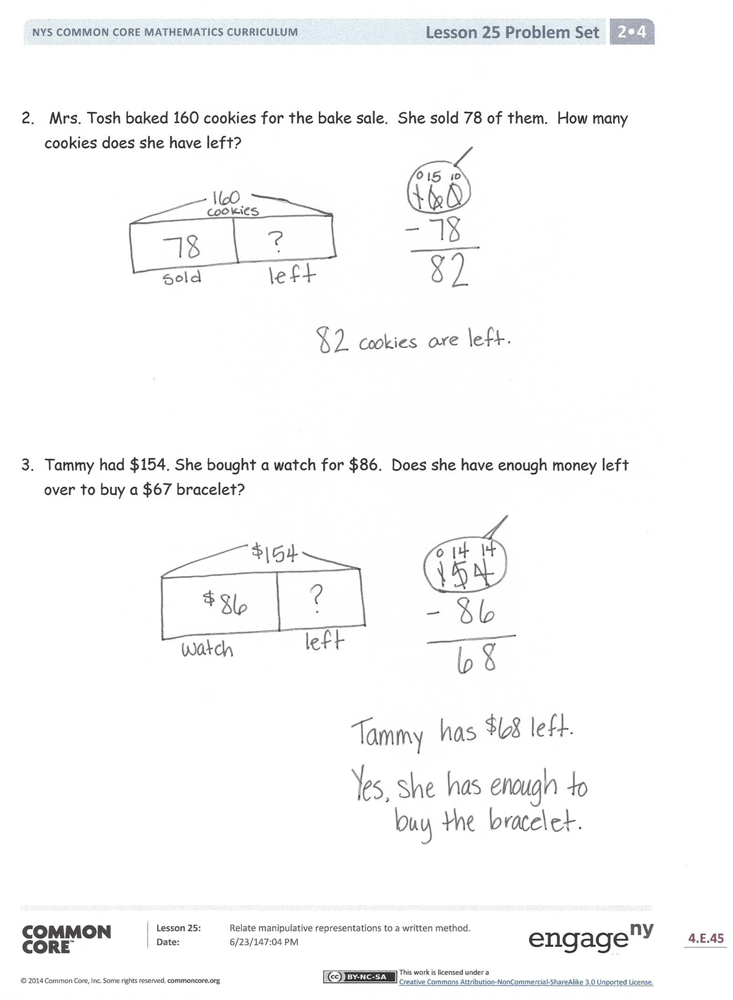 NYS COMMON CORE MATHEMATICS CURRICULUM
Lesson 25 Problem Set 2•4
2. Mrs. Tosh baked 160 cookies for the bake sale. She sold 78 of them. How many
cookies does she have left?
160
cookies
78 ?
sold left
0 15 10
160
- 78
82
82 cookies are left.
3. Tammy had $154. She bought a watch for $86. Does she have enough money left
over to buy a $67 bracelet?
$154
$86 ?
watch left
0 14 14
154
- 86
68
Tammy has $68 left.
Yes, she has enough to
buy the bracelet.
COMMON
CORE™
Lesson 25: Relate manipulative representations to a written method.
Date: 6/23/147:04 PM
engage ny
4.E.45
© 2014 Common Core, Inc. Some rights reserved. commoncore.org
cc BY-NC-SA
This work is licensed under a
Creative Commons Attribution-NonCommercial-ShareAlike 3.0 Unported License.